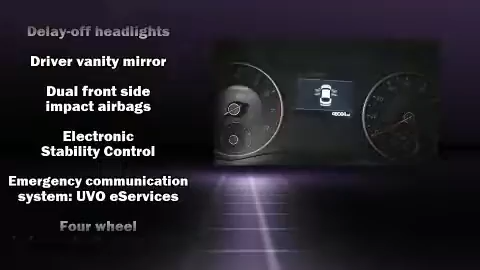 Delay-off headlights
Driver vanity mirror
Dual front side
impact airbags
Electronic
Stability Control
Emergency communication
system: UVO eServices
Four wheel